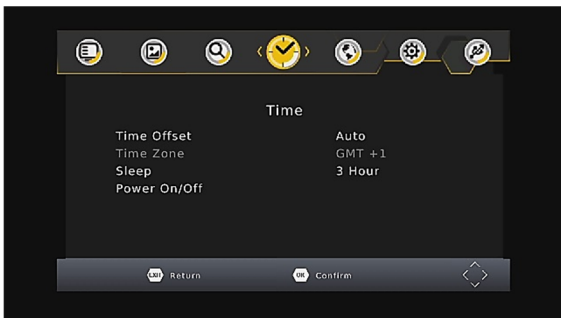 Time
Time Offset Auto
Time Zone GMT +1
Sleep 3 Hour
Power On/Off
EXIT Return OK Confirm